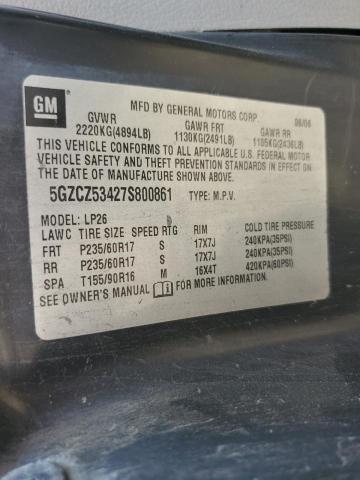 GM
MFD BY GENERAL MOTORS CORP. 06/06
GVWR GAWR FRT GAWR RR
2220KG(4894LB) 1130KG(2491LB) 1105KG(2436LB)
THIS VEHICLE CONFORMS TO ALL APPLICABLE U.S. FEDERAL MOTOR
VEHICLE SAFETY AND THEFT PREVENTION STANDARDS IN EFFECT ON
THE DATE OF MANUFACTURE SHOWN ABOVE.
5GZCZ53427S800861 TYPE: M.P.V.
MODEL: LP26
LAWC TIRE SIZE SPEED RTG RIM COLD TIRE PRESSURE
FRT P235/60R17 S 17X7J 240KPA(35PSI)
RR P235/60R17 S 17X7J 240KPA(35PSI)
SPA T155/90R16 M 16X4T 420KPA(60PSI)
SEE OWNER'S MANUAL FOR MORE INFORMATION.